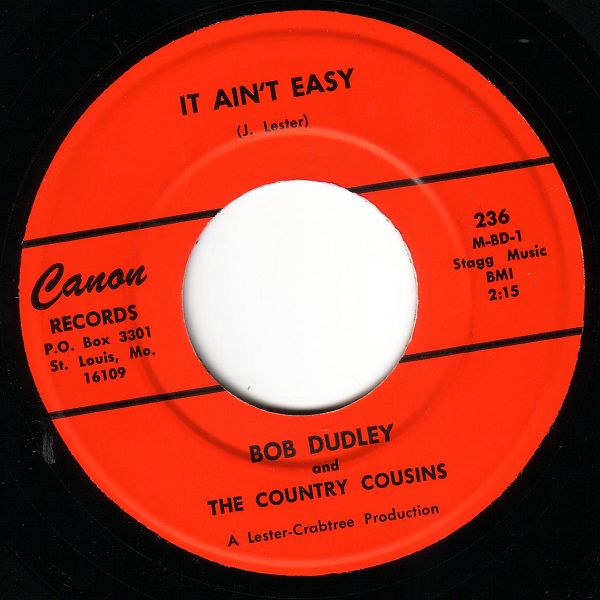 IT AIN'T EASY
(J. Lester)
236
M-BD-1
Stagg Music
BMI
2:15
Canon
RECORDS
P.O. Box 3301
St. Louis, Mo.
16109
BOB DUDLEY
and
THE COUNTRY COUSINS
A Lester-Crabtree Production